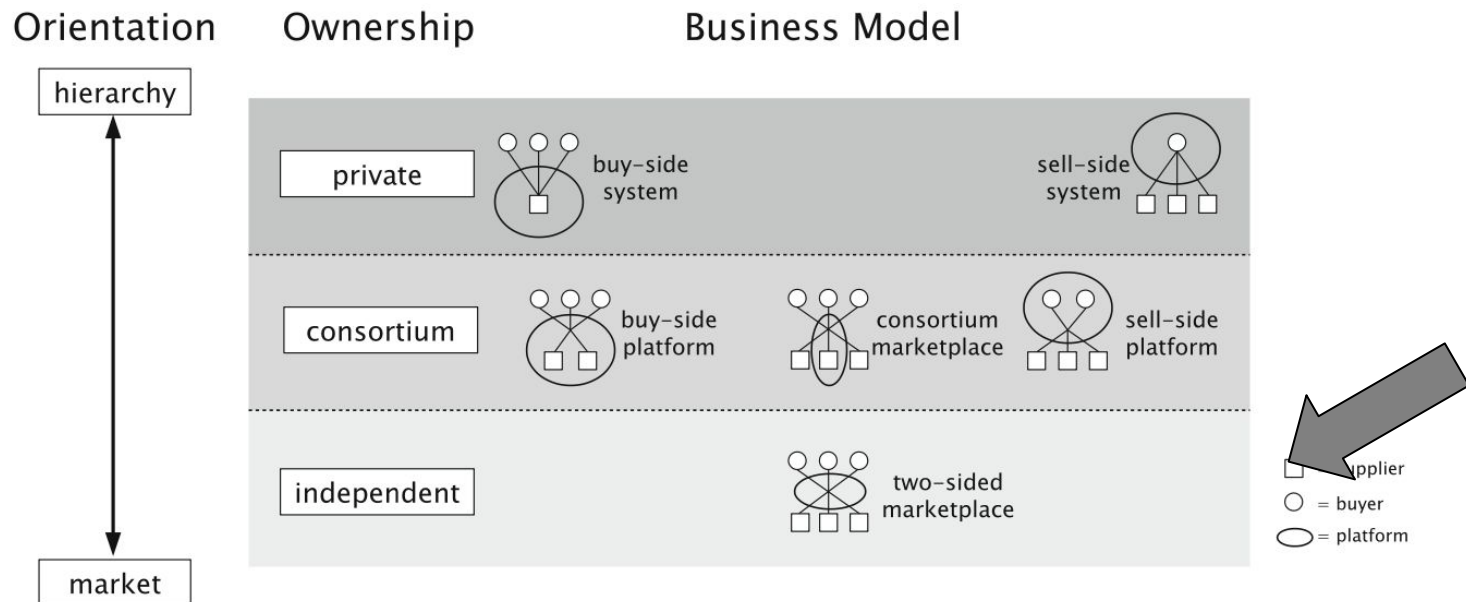 Orientation Ownership Business Model
hierarchy
private
buy-side
system
sell-side
system
consortium
buy-side
platform
consortium
marketplace
sell-side
platform
independent
two-sided
marketplace
market
= buyer
= platform